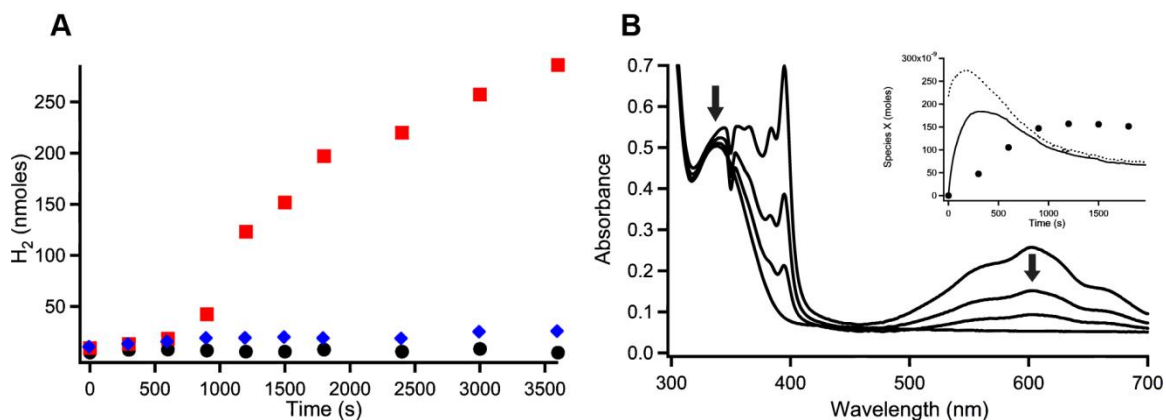 A
H₂ (nmoles)
250
200
150
100
50
0 500 1000 1500 2000 2500 3000 3500
Time (s)
B
Absorbance
0.7
0.6
0.5
0.4
0.3
0.2
0.1
0.0
300 400 500 600 700
Wavelength (nm)
Species X (moles)
300x10⁻⁹
250
200
150
100
50
0
0 500 1000 1500
Time (s)